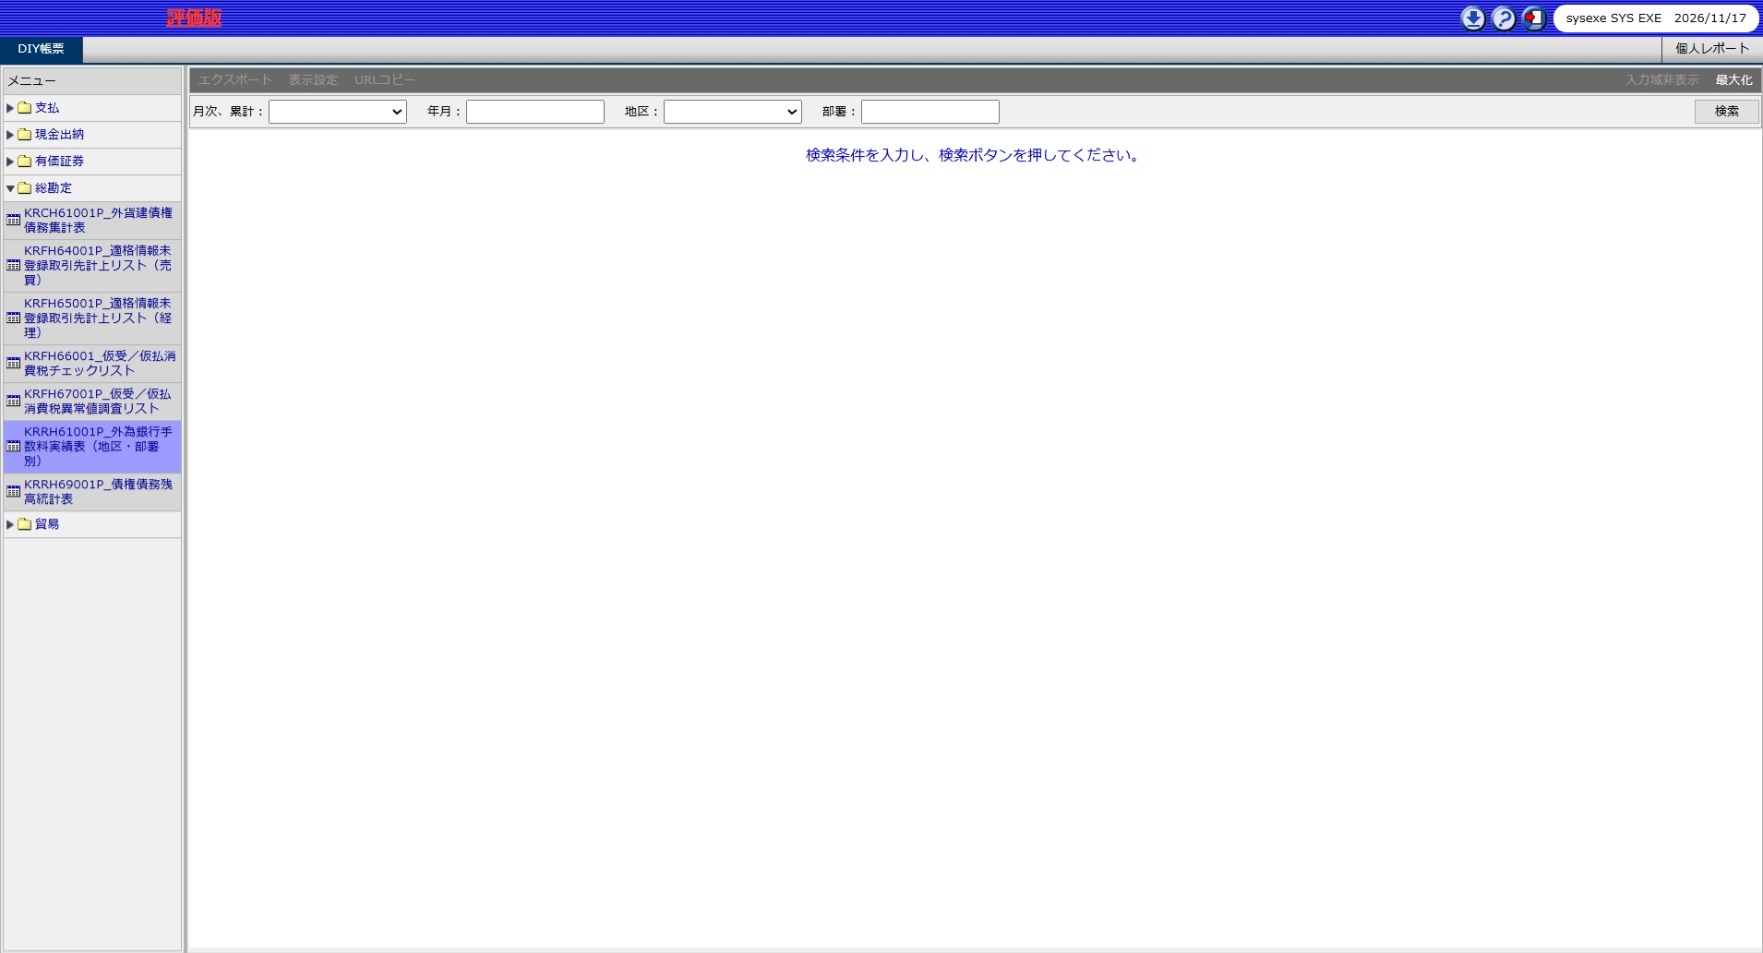 評価版
sysexe SYS EXE 2026/11/17
DIY帳票
個人レポート
メニュー
エクスポート 表示設定 URLコピー
入力域非表示 最大化
月次、累計：
年月：
地区：
部署：
検索
検索条件を入力し、検索ボタンを押してください。
支払
現金出納
有価証券
総勘定
KRCH61001P_外貨建債権
債務集計表
KRFH64001P_適格情報未
登録取引先計上リスト（売
買）
KRFH65001P_適格情報未
登録取引先計上リスト（経
理）
KRFH66001_仮受／仮払消
費税チェックリスト
KRFH67001P_仮受／仮払
消費税異常値調査リスト
KRRH61001P_外為銀行手
数料実績表（地区・部署
別）
KRRH69001P_債権債務残
高統計表
貿易